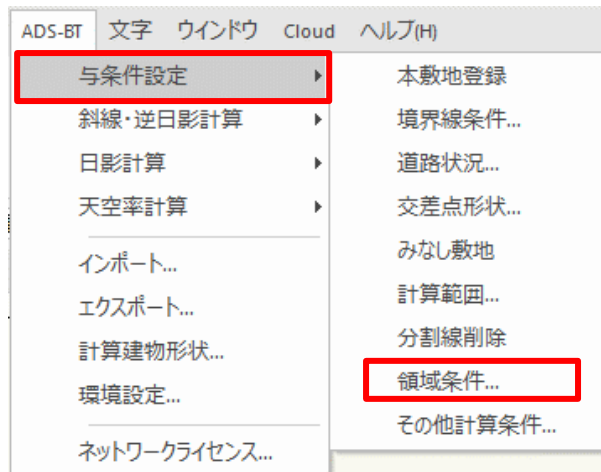 ADS-BT 文字 ウインドウ Cloud ヘルプ(H)
与条件設定
斜線・逆日影計算
日影計算
天空率計算
インポート...
エクスポート...
計算建物形状...
環境設定...
ネットワークライセンス...
本敷地登録
境界線条件...
道路状況...
交差点形状...
みなし敷地
計算範囲...
分割線削除
領域条件...
その他計算条件...